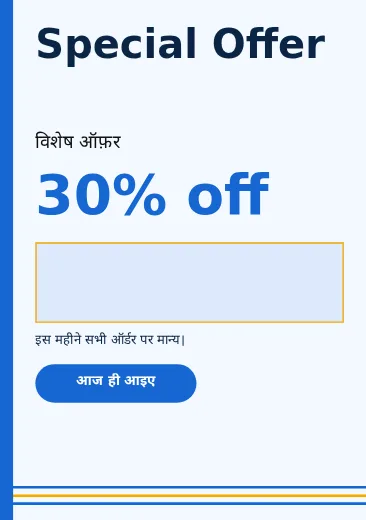 Special Offer
विशेष ऑफ़र
30% off
इस महीने सभी ऑर्डर पर मान्य|
आज ही आइए